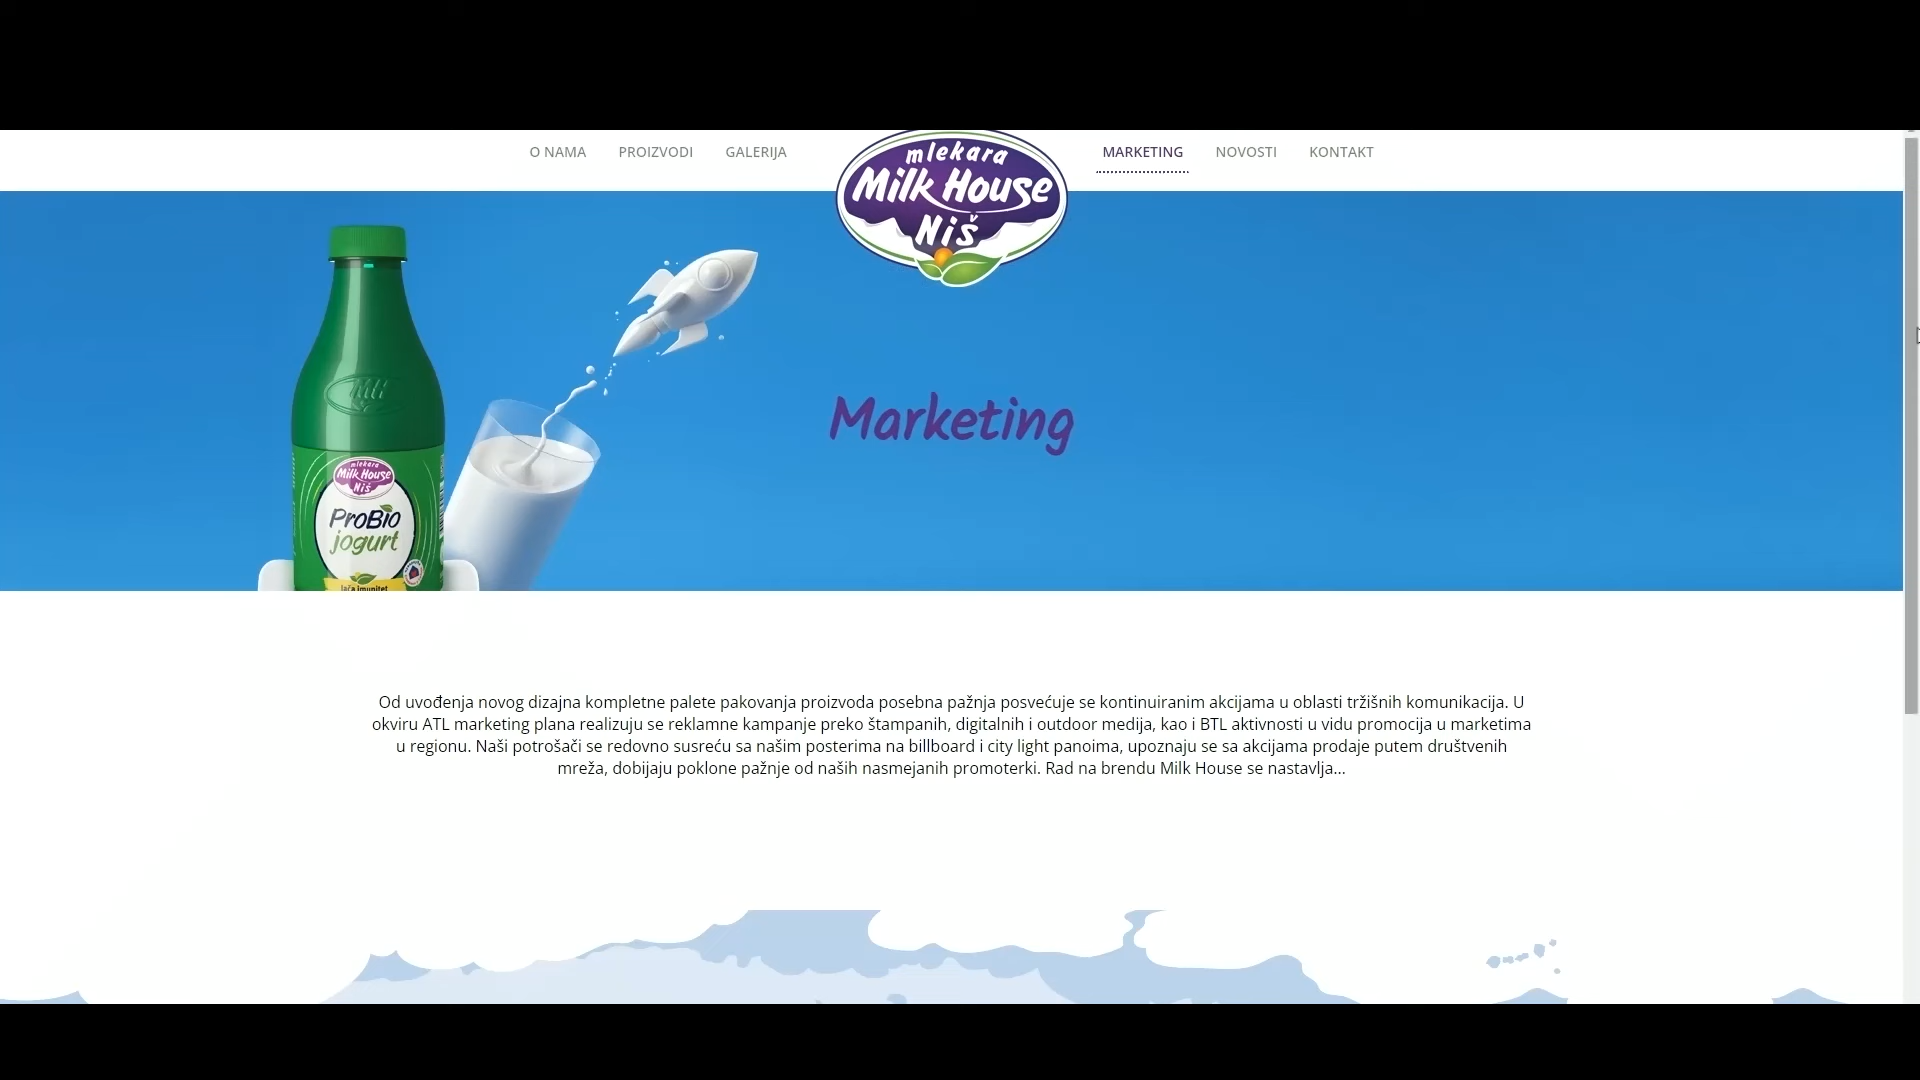 O NAMA PROIZVODI GALERIJA MARKETING NOVOSTI KONTAKT
mlekara
Milk House
Niš
Marketing
mlekara
Milk House
Niš
ProBio
jogurt
jača imunitet
Od uvođenja novog dizajna kompletne palete pakovanja proizvoda posebna pažnja posvećuje se kontinuiranim akcijama u oblasti tržišnih komunikacija. U
okviru ATL marketing plana realizuju se reklamne kampanje preko štampanih, digitalnih i outdoor medija, kao i BTL aktivnosti u vidu promocija u marketima
u regionu. Naši potrošači se redovno susreću sa našim posterima na billboard i city light panoima, upoznaju se sa akcijama prodaje putem društvenih
mreža, dobijaju poklone pažnje od naših nasmejanih promoterki. Rad na brendu Milk House se nastavlja...